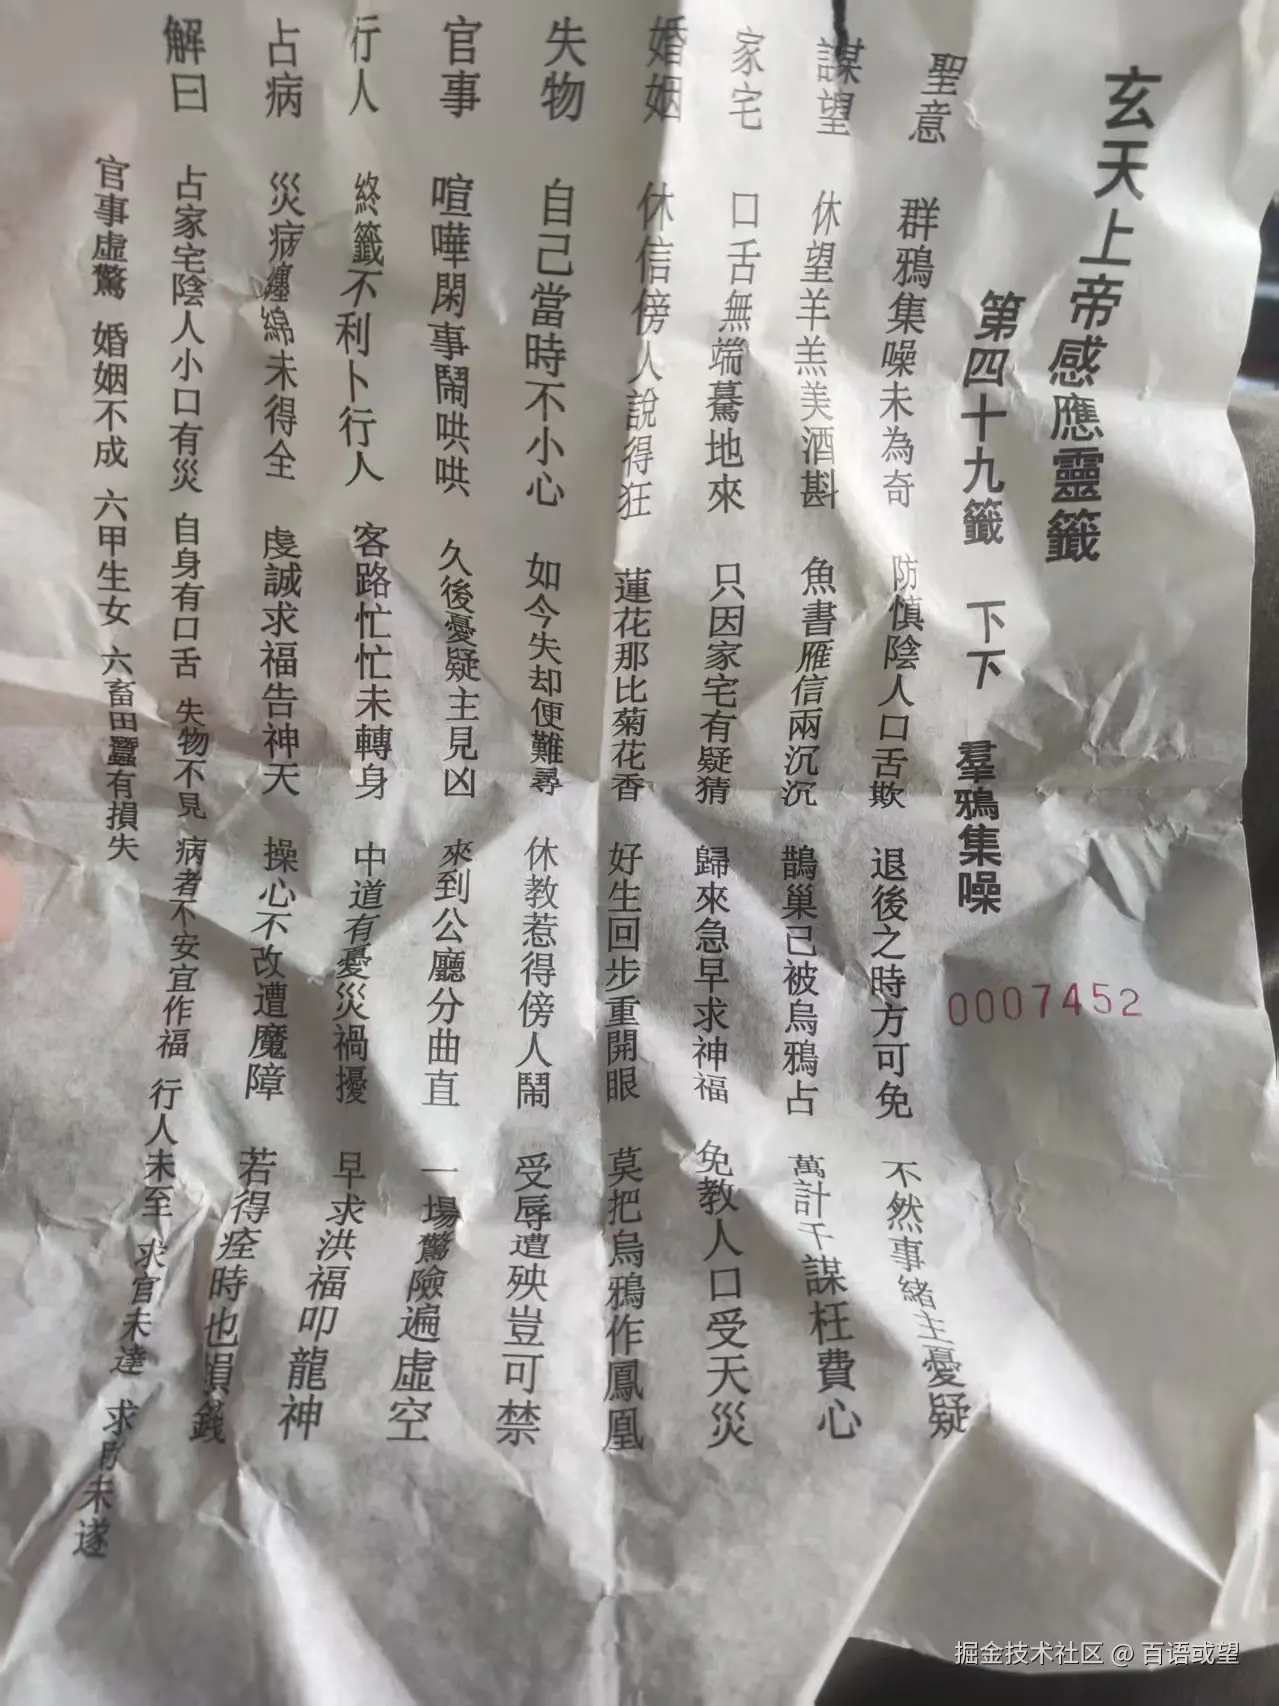 玄天上帝感應靈籤
第四十九籤 下下 羣鴉集噪
0007452
聖意 群鴉集噪未為奇 防慎陰人口舌欺 退後之時方可免 不然事緒主憂疑
謀望 休望羊羔美酒斟 魚書雁信兩沉沉 鵲巢已被烏鴉占 萬計千謀枉費心
家宅 口舌無端驀地來 只因家宅有疑猜 歸來急早求神福 免教人口受天災
婚姻 休信傍人說得狂 蓮花那比菊花香 好生回步重開眼 莫把烏鴉作鳳凰
失物 自己當時不小心 如今失却便難尋 休教惹得傍人鬧 受辱遭殃豈可禁
官事 喧嘩閑事鬧哄哄 久後憂疑主見凶 來到公廳分曲直 一場驚險遍虛空
行人 終籤不利卜行人 客路忙忙未轉身 中道有憂災禍擾 早求洪福叩龍神
占病 災病纏綿未得全 虔誠求福告神天 操心不改遭魔障 若得痊時也損錢
解曰 占家宅陰人小口有災 自身有口舌 失物不見 病者不安宜作福 行人未至 求官未達 求財未遂
官事虛驚 婚姻不成 六甲生女 六畜田蠶有損失
掘金技术社区 @ 百语或望